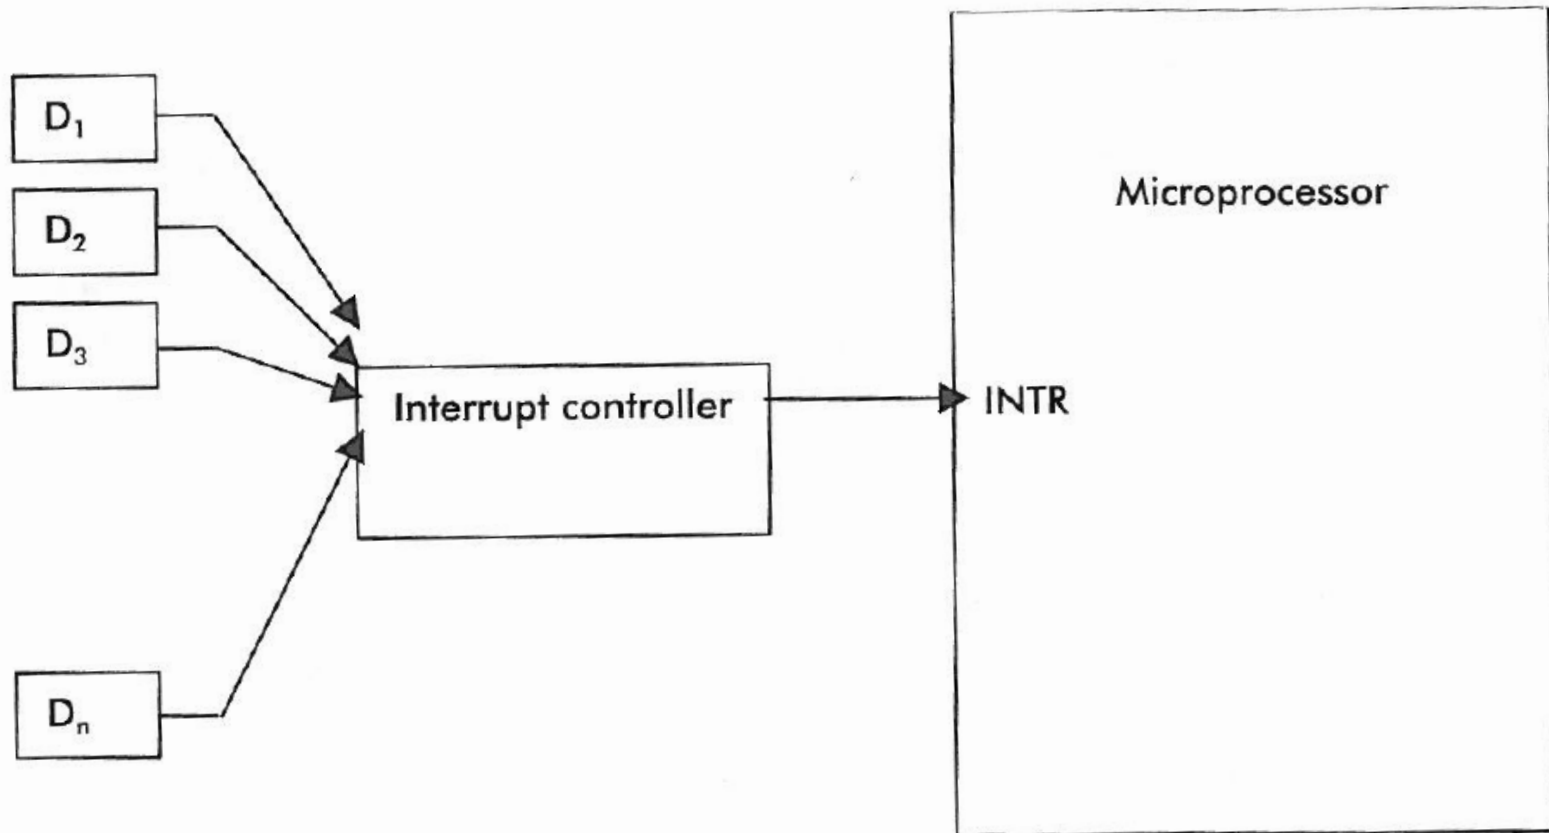 D₁
D₂
D₃
Dₙ
Interrupt controller
INTR
Microprocessor